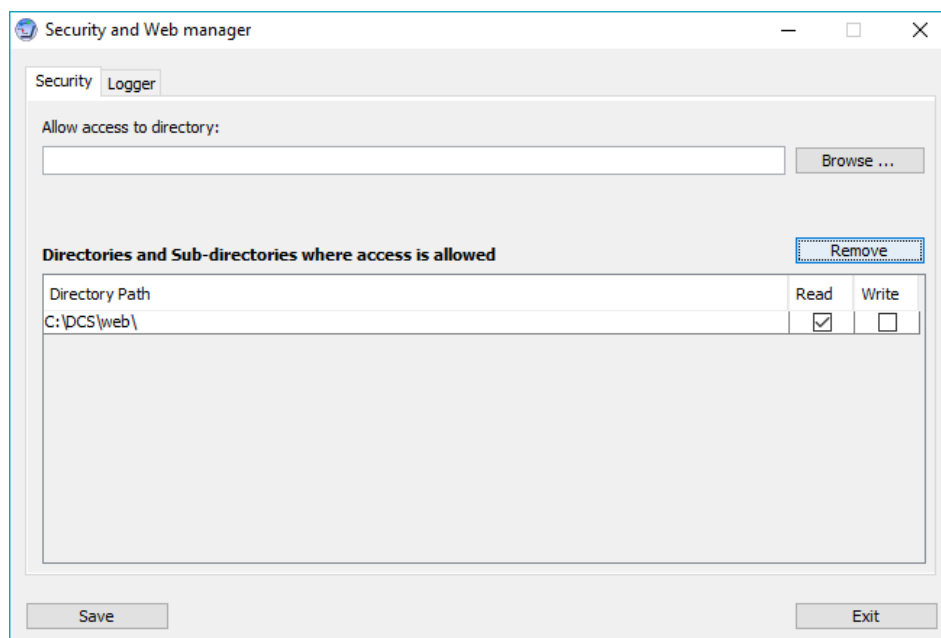 Security and Web manager
Security Logger
Allow access to directory:
Browse ...
Directories and Sub-directories where access is allowed
Remove
Directory Path Read Write
C:\DCS\web\
Save Exit